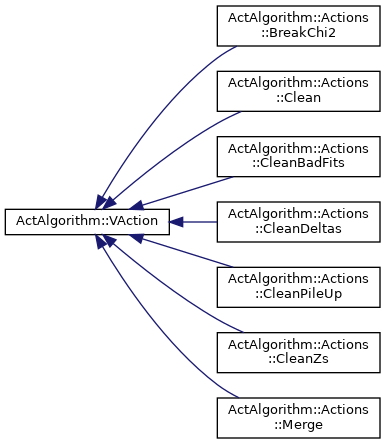 ActAlgorithm::Actions
::BreakChi2
ActAlgorithm::Actions
::Clean
ActAlgorithm::Actions
::CleanBadFits
ActAlgorithm::VAction
ActAlgorithm::Actions
::CleanDeltas
ActAlgorithm::Actions
::CleanPileUp
ActAlgorithm::Actions
::CleanZs
ActAlgorithm::Actions
::Merge